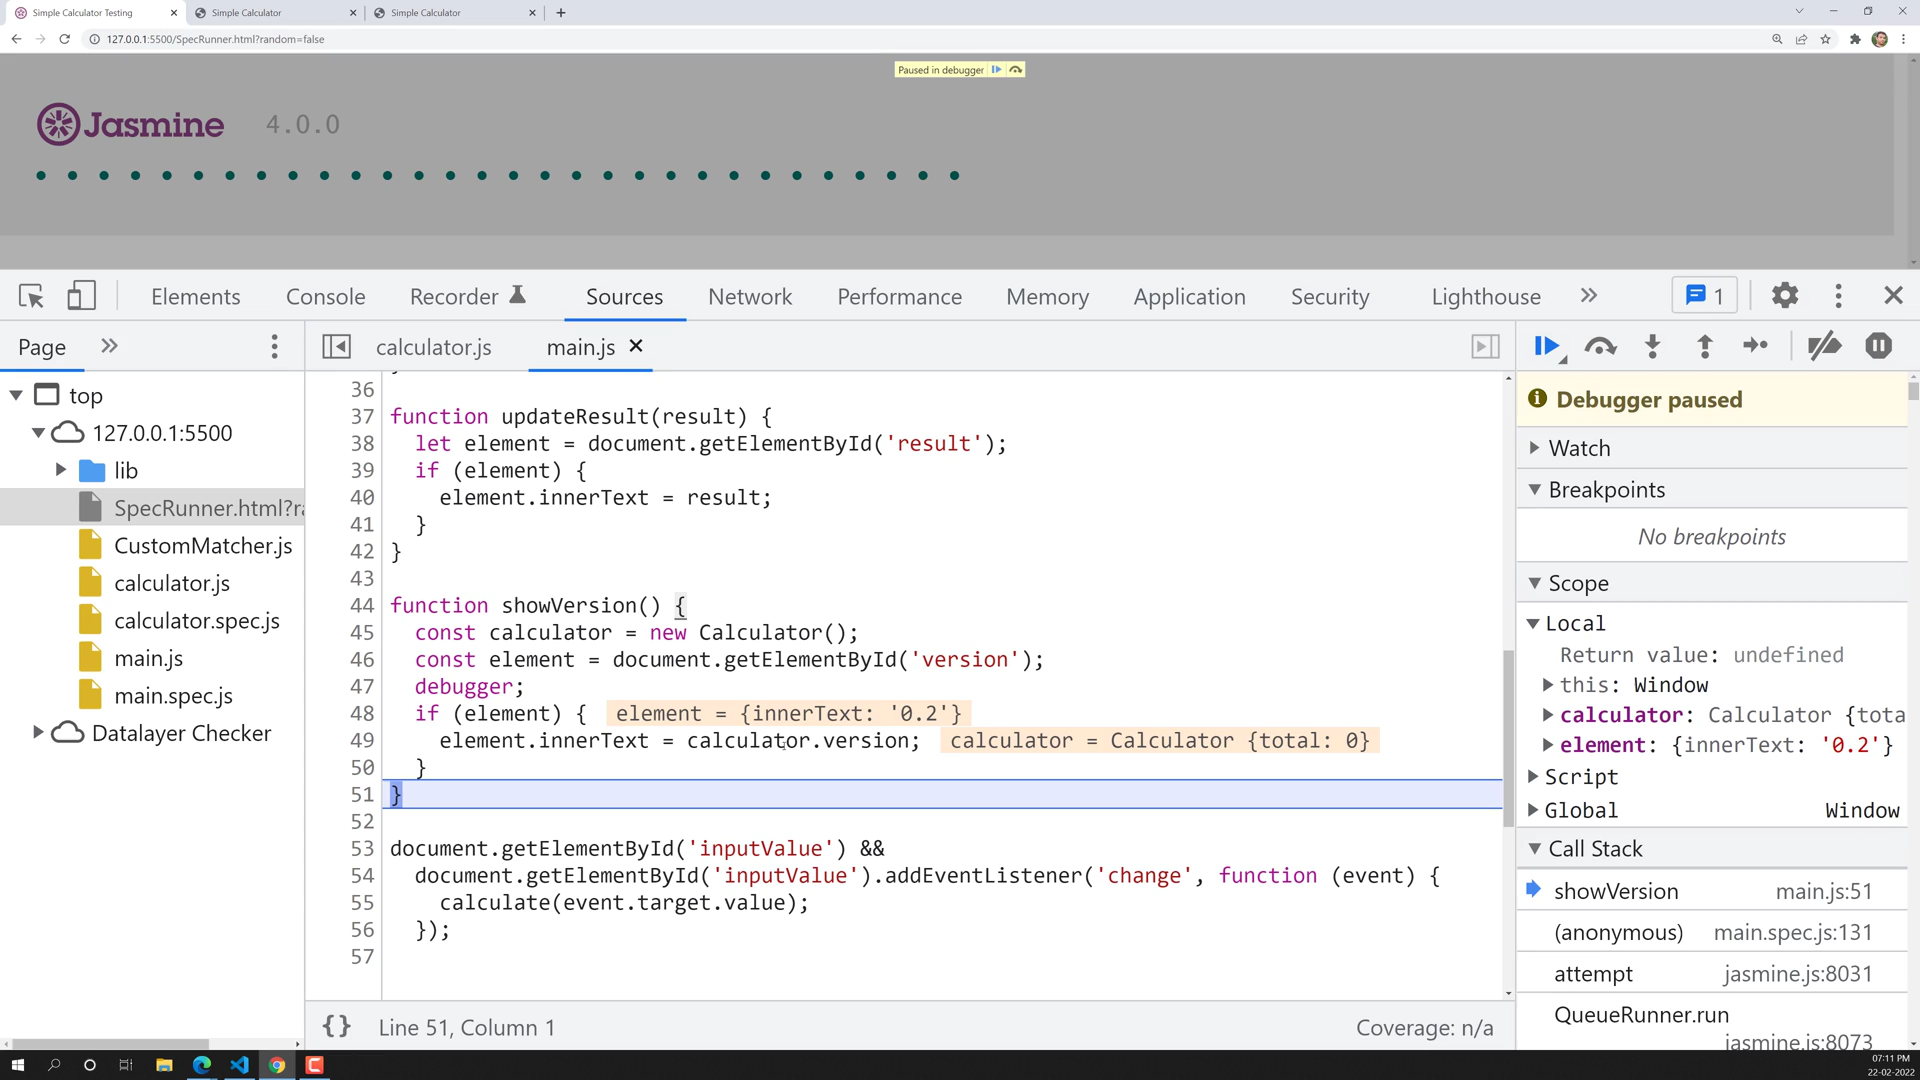 Simple Calculator Testing
Simple Calculator
Simple Calculator
127.0.0.1:5500/SpecRunner.html?random=false
Paused in debugger
Jasmine 4.0.0
Elements Console Recorder Sources Network Performance Memory Application Security Lighthouse 1
Page
calculator.js main.js
top
127.0.0.1:5500
lib
SpecRunner.html?ra
CustomMatcher.js
calculator.js
calculator.spec.js
main.js
main.spec.js
Datalayer Checker
36
37 function updateResult(result) {
38 let element = document.getElementById('result');
39 if (element) {
40 element.innerText = result;
41 }
42 }
43
44 function showVersion() {
45 const calculator = new Calculator();
46 const element = document.getElementById('version');
47 debugger;
48 if (element) { element = {innerText: '0.2'}
49 element.innerText = calculator.version; calculator = Calculator {total: 0}
50 }
51 }
52
53 document.getElementById('inputValue') &&
54 document.getElementById('inputValue').addEventListener('change', function (event) {
55 calculate(event.target.value);
56 });
57
{} Line 51, Column 1 Coverage: n/a
Debugger paused
Watch
Breakpoints
No breakpoints
Scope
Local
Return value: undefined
this: Window
calculator: Calculator {tota
element: {innerText: '0.2'}
Script
Global Window
Call Stack
showVersion main.js:51
(anonymous) main.spec.js:131
attempt jasmine.js:8031
QueueRunner.run
jasmine.js:8073
07:11 PM
22-02-2022